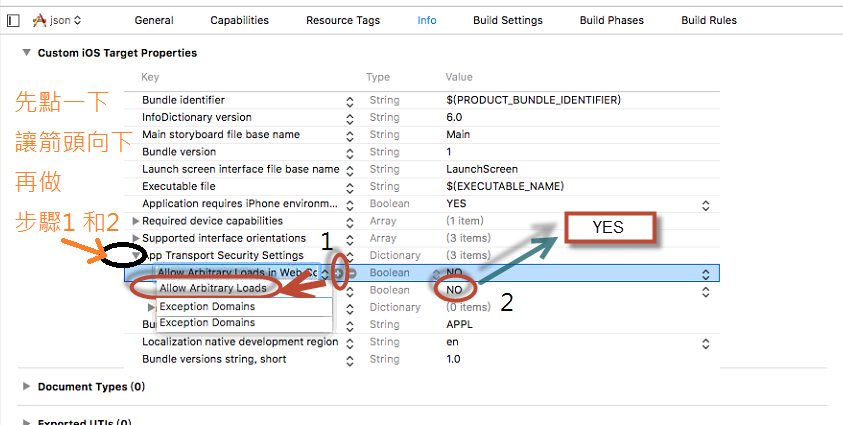 json General Capabilities Resource Tags Info Build Settings Build Phases Build Rules
Custom iOS Target Properties
Key Type Value
先點一下
讓箭頭向下
再做
步驟1 和2
Bundle identifier String $(PRODUCT_BUNDLE_IDENTIFIER)
InfoDictionary version String 6.0
Main storyboard file base name String Main
Bundle version String 1
Launch screen interface file base name String LaunchScreen
Executable file String $(EXECUTABLE_NAME)
Application requires iPhone environm... Boolean YES
Required device capabilities Array (1 item)
YES
Supported interface orientations Array (3 items)
1
App Transport Security Settings Dictionary (3 items)
Allow Arbitrary Loads in Web Co Boolean NO
Allow Arbitrary Loads Boolean NO
2
Exception Domains Dictionary (0 items)
Exception Domains
Bu String APPL
Localization native development region String en
Bundle versions string, short String 1.0
Document Types (0)
Exported UTIs (0)